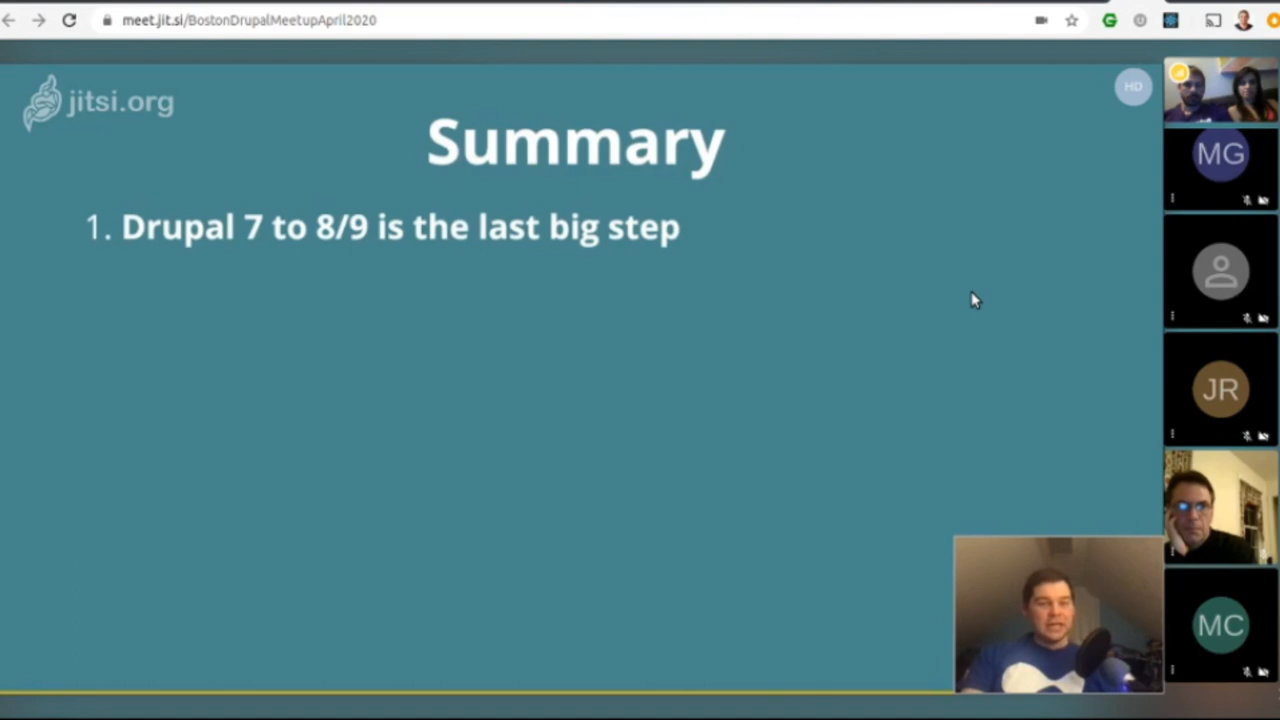 meet.jit.si/BostonDrupalMeetupApril2020
jitsi.org
HD
Summary
1. Drupal 7 to 8/9 is the last big step
MG
JR
MC